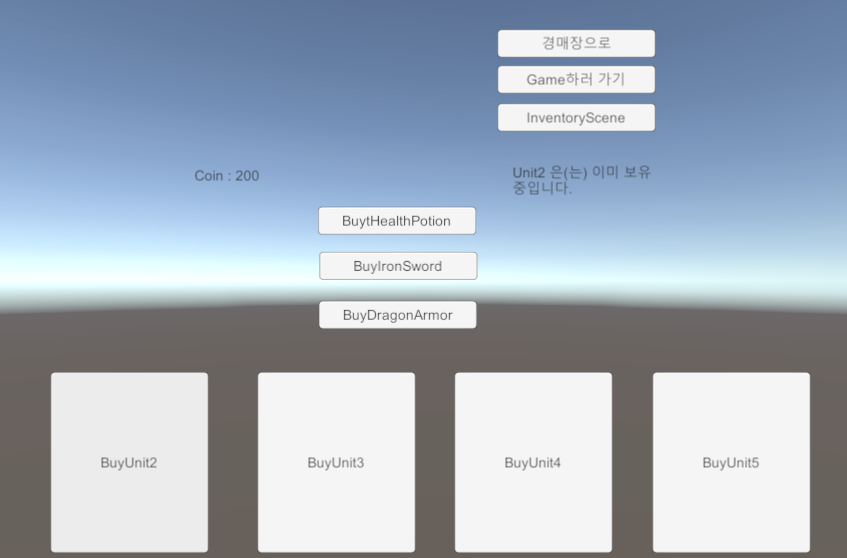 경매장으로
Game하러 가기
InventoryScene
Coin : 200
Unit2 은(는) 이미 보유
중입니다.
BuytHealthPotion
BuyIronSword
BuyDragonArmor
BuyUnit2
BuyUnit3
BuyUnit4
BuyUnit5